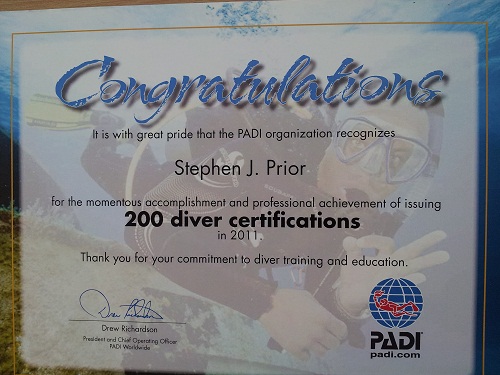 Congratulations
It is with great pride that the PADI organization recognizes
Stephen J. Prior
for the momentous accomplishment and professional achievement of issuing
200 diver certifications
in 2011.
Thank you for your commitment to diver training and education.
Drew Richardson
President and Chief Operating Officer
PADI Worldwide
PADI®
padi.com